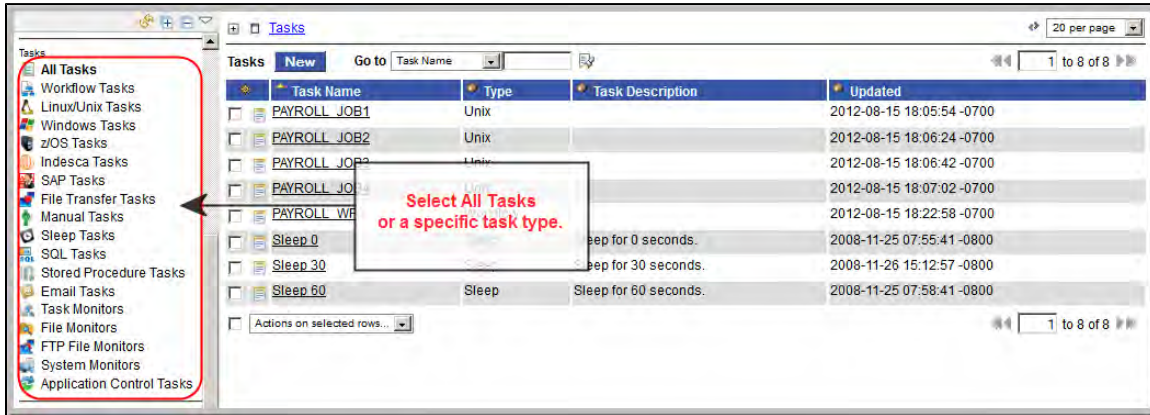 Tasks
20 per page
Tasks
All Tasks
Workflow Tasks
Linux/Unix Tasks
Windows Tasks
z/OS Tasks
Indesca Tasks
SAP Tasks
File Transfer Tasks
Manual Tasks
Sleep Tasks
SQL Tasks
Stored Procedure Tasks
Email Tasks
Task Monitors
File Monitors
FTP File Monitors
System Monitors
Application Control Tasks
Tasks New Go to Task Name 1 to 8 of 8
Task Name Type Task Description Updated
PAYROLL_JOB1 Unix 2012-08-15 18:05:54 -0700
PAYROLL_JOB2 Unix 2012-08-15 18:06:24 -0700
PAYROLL_JOB3 Unix 2012-08-15 18:06:42 -0700
2012-08-15 18:07:02 -0700
2012-08-15 18:22:58 -0700
Sleep 0 for 0 seconds. 2008-11-25 07:55:41 -0800
Sleep 30 for 30 seconds. 2008-11-26 15:12:57 -0800
Sleep 60 Sleep Sleep for 60 seconds. 2008-11-25 07:58:41 -0800
Select All Tasks
or a specific task type.
Actions on selected rows... 1 to 8 of 8